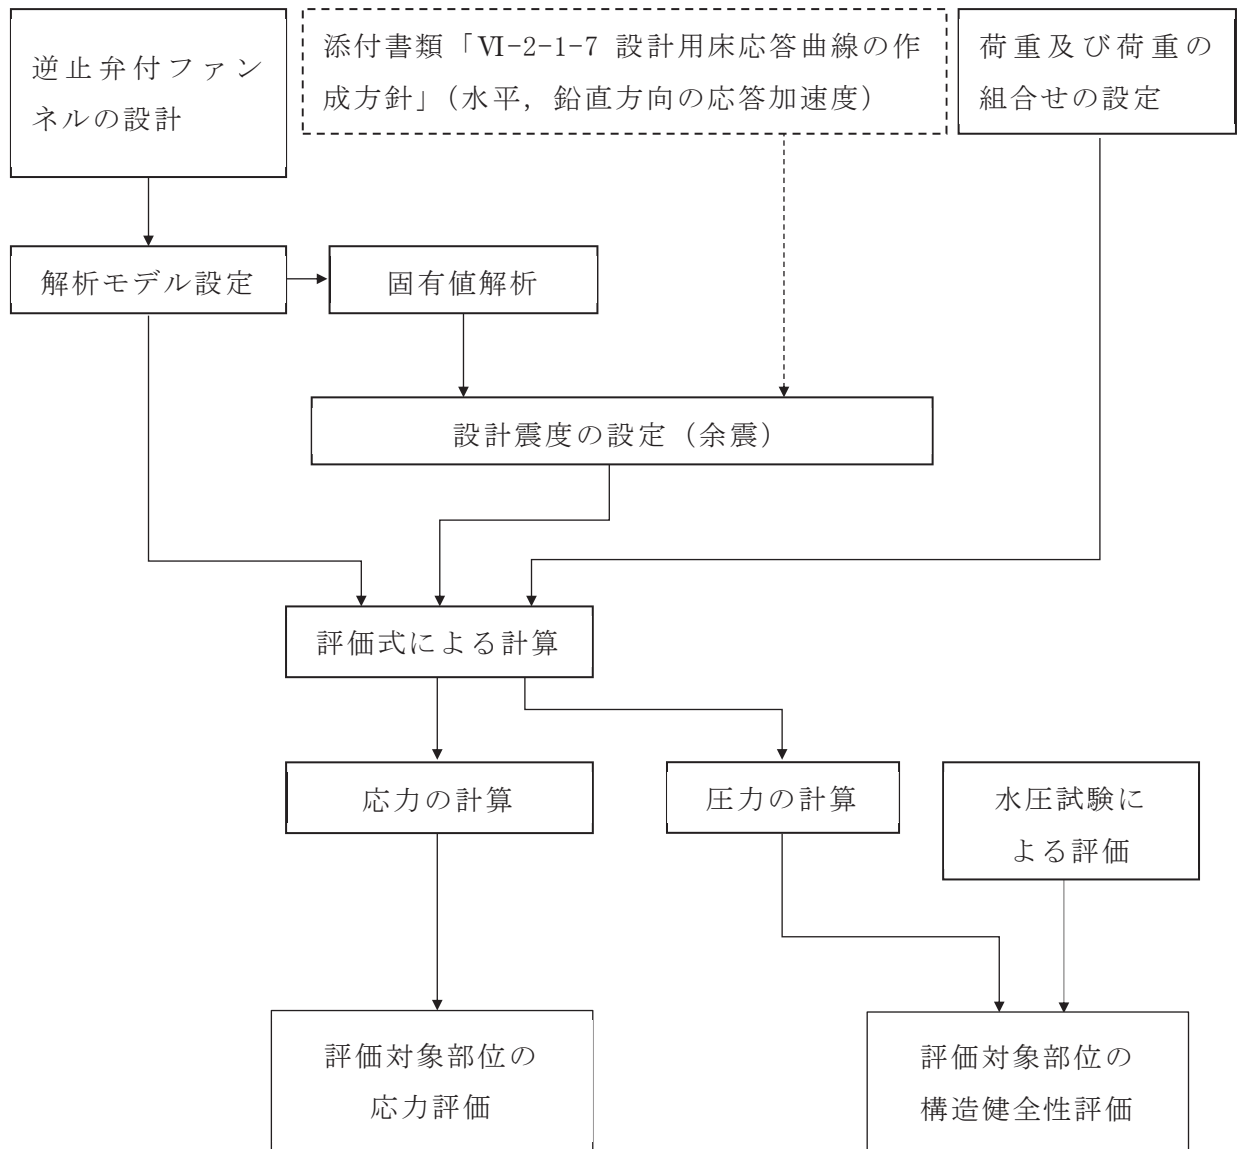 逆止弁付ファン
ネルの設計
添付書類「Ⅵ-2-1-7 設計用床応答曲線の作
成方針」（水平，鉛直方向の応答加速度）
荷重及び荷重の
組合せの設定
解析モデル設定
固有値解析
設計震度の設定（余震）
評価式による計算
応力の計算
圧力の計算
水圧試験に
よる評価
評価対象部位の
応力評価
評価対象部位の
構造健全性評価